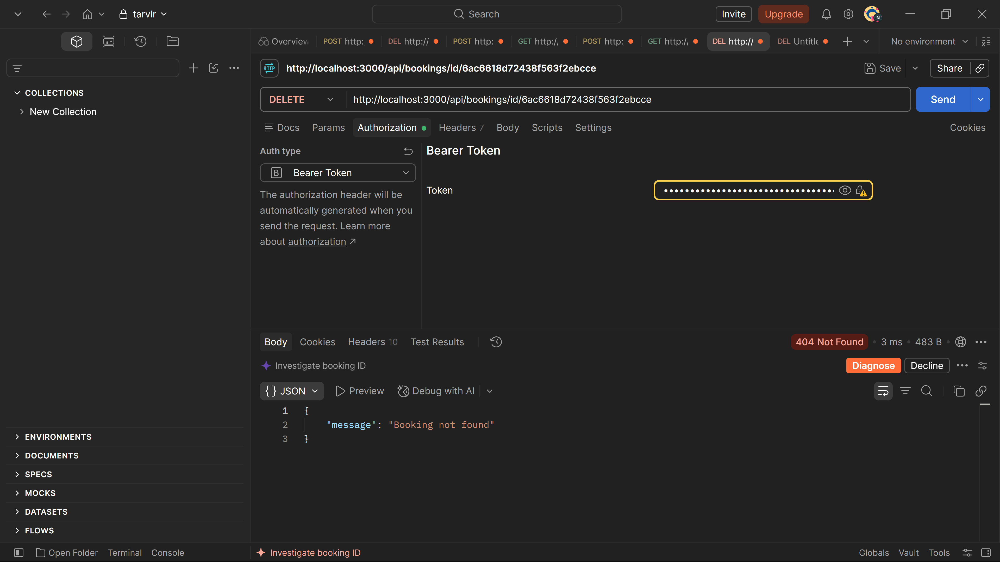 tarvlr
Search
Invite
Upgrade
Overview
POST http:
DEL http://
POST http:
GET http:/,
POST http:
GET http:/,
DEL http://
DEL Untitle
No environment
HTTP
http://localhost:3000/api/bookings/id/6ac6618d72438f563f2ebcce
Save
Share
COLLECTIONS
New Collection
DELETE
http://localhost:3000/api/bookings/id/6ac6618d72438f563f2ebcce
Send
Docs
Params
Authorization
Headers 7
Body
Scripts
Settings
Cookies
Auth type
B Bearer Token
The authorization header will be
automatically generated when you
send the request. Learn more
about authorization
Bearer Token
Token
Body
Cookies
Headers 10
Test Results
404 Not Found
3 ms
483 B
Investigate booking ID
Diagnose
Decline
{} JSON
Preview
Debug with AI
1 {
2 "message": "Booking not found"
3 }
ENVIRONMENTS
DOCUMENTS
SPECS
MOCKS
DATASETS
FLOWS
Open Folder
Terminal
Console
Investigate booking ID
Globals
Vault
Tools